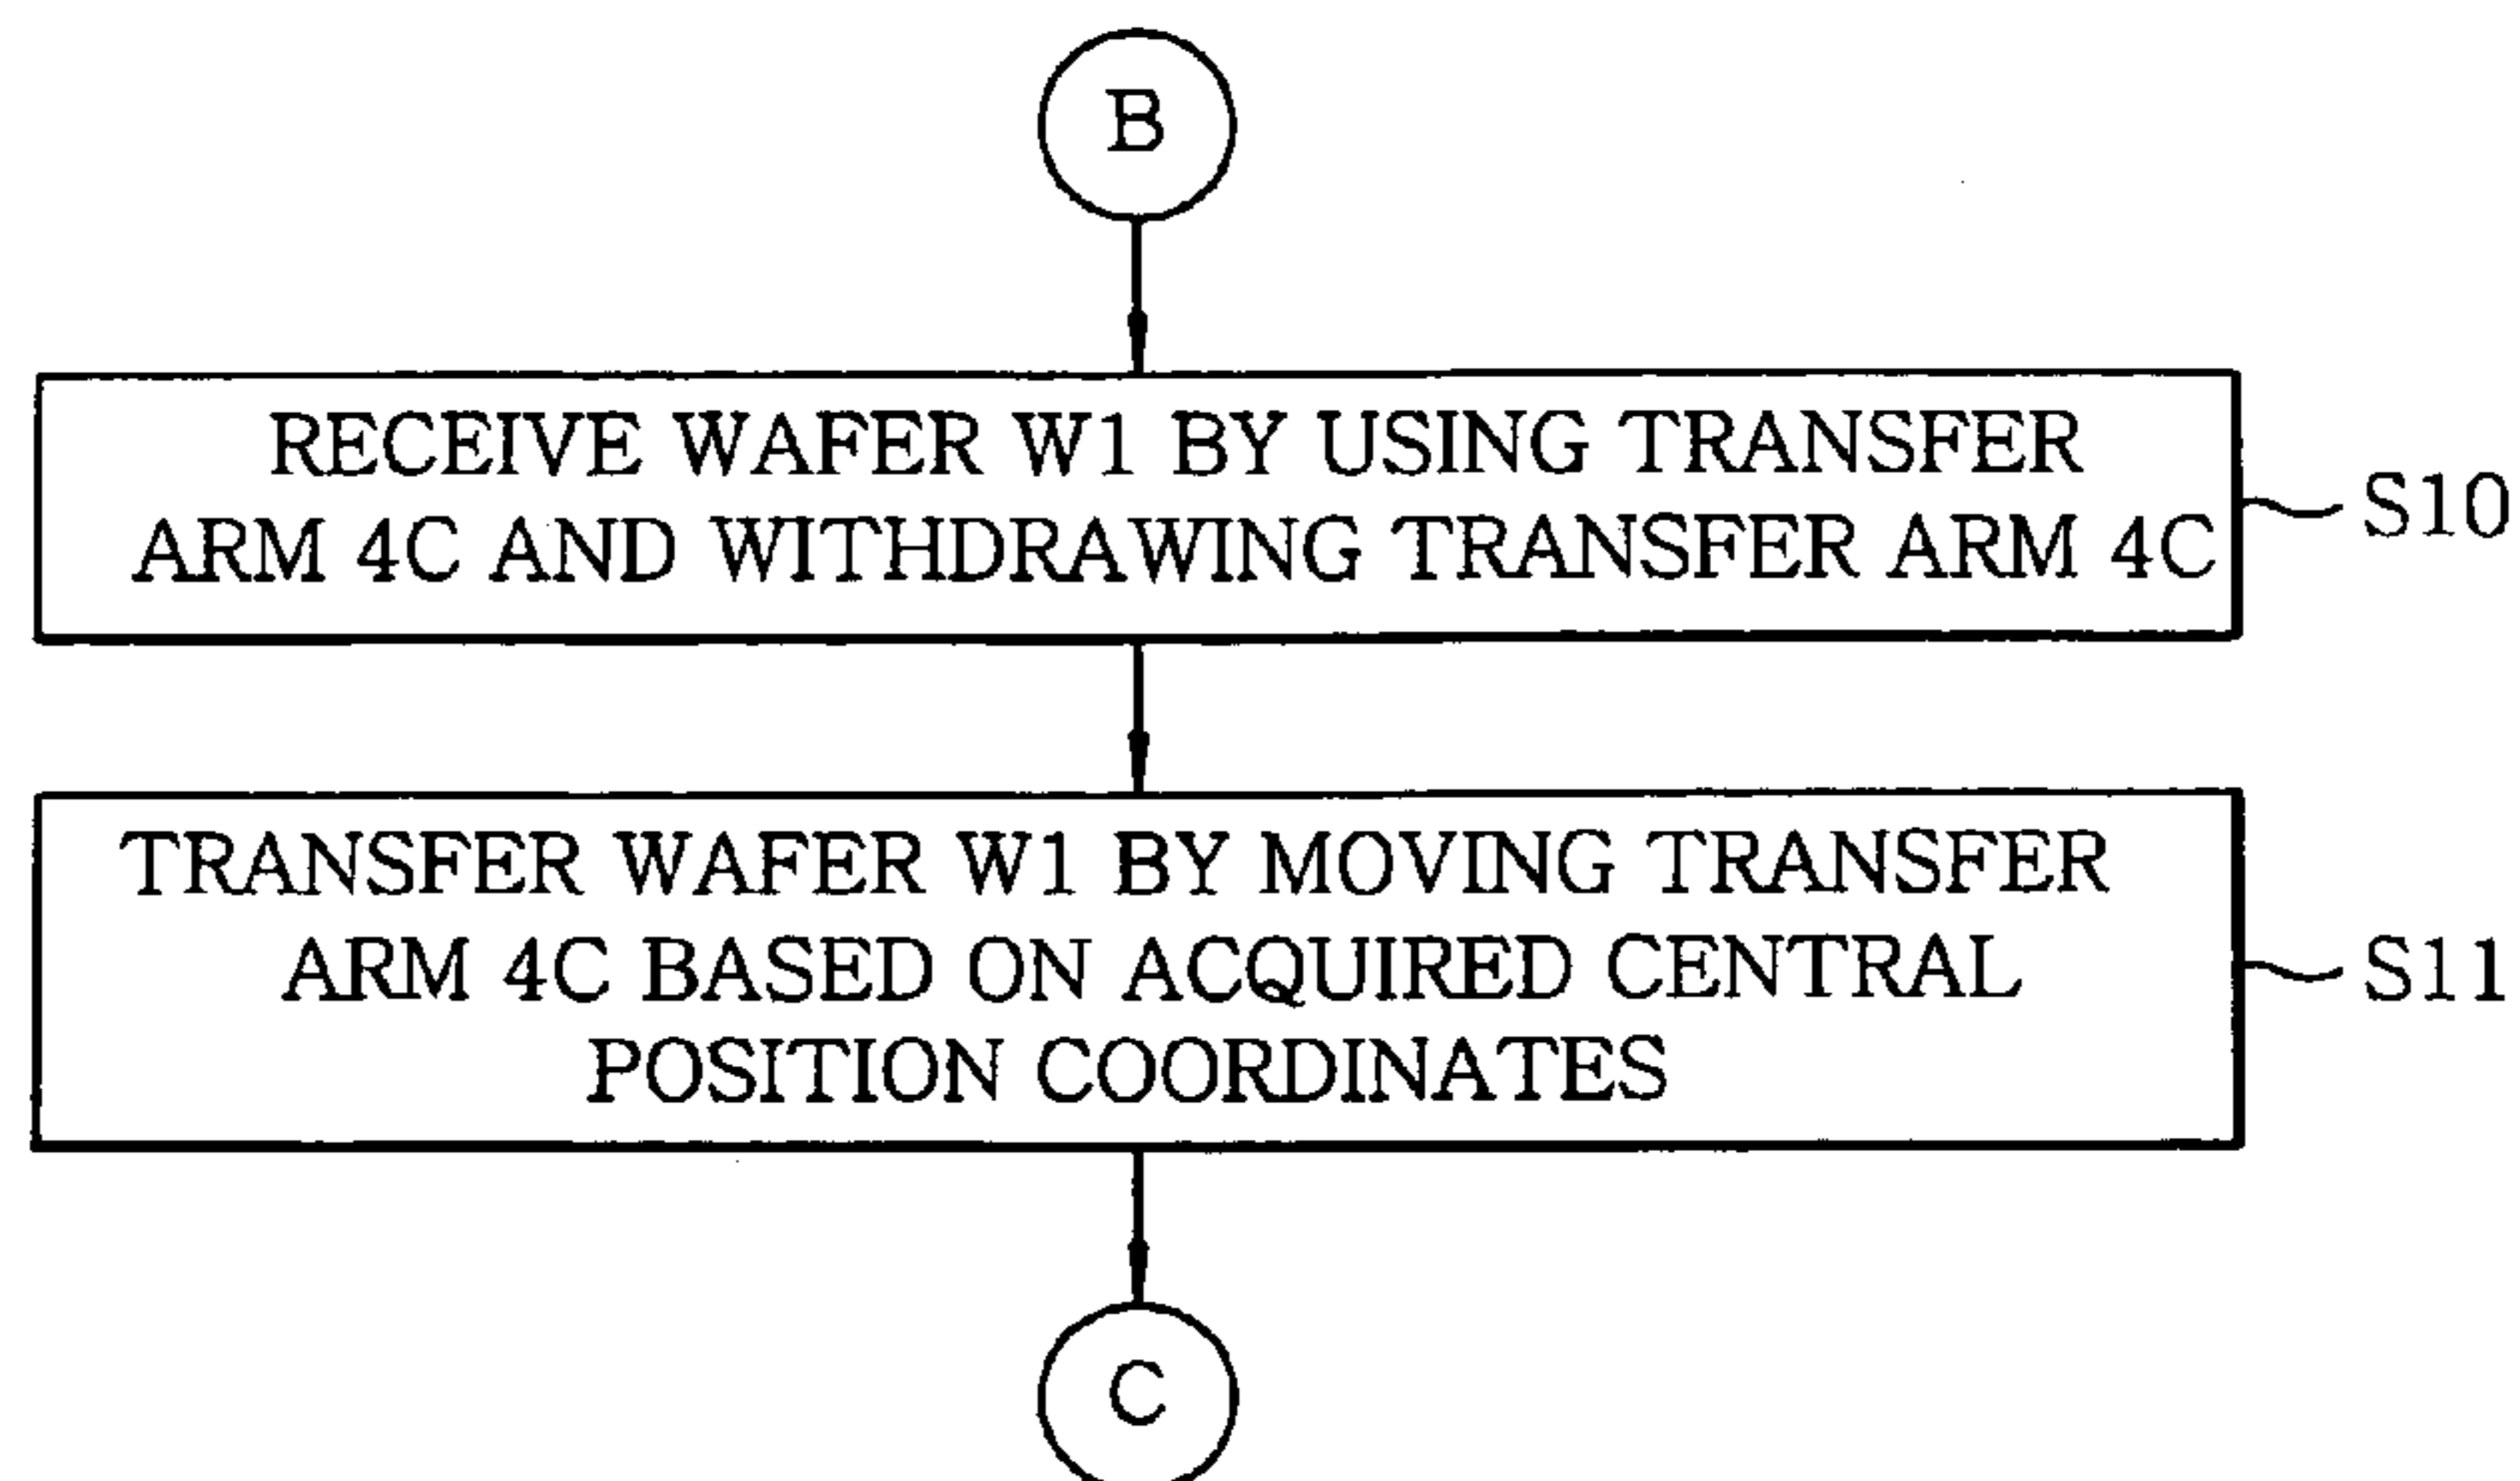 B
RECEIVE WAFER W1 BY USING TRANSFER
ARM 4C AND WITHDRAWING TRANSFER ARM 4C
S10
TRANSFER WAFER W1 BY MOVING TRANSFER
ARM 4C BASED ON ACQUIRED CENTRAL
POSITION COORDINATES
S11
C